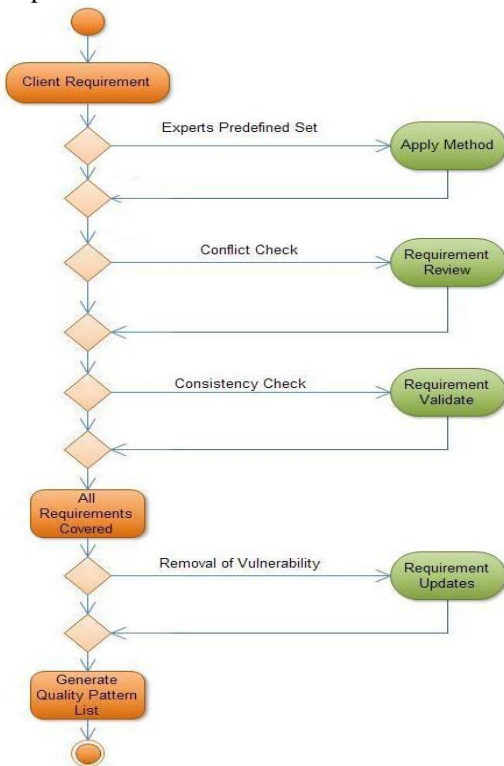 Client Requirement
Experts Predefined Set
Apply Method
Conflict Check
Requirement
Review
Consistency Check
Requirement
Validate
All
Requirements
Covered
Removal of Vulnerability
Requirement
Updates
Generate
Quality Pattern
List